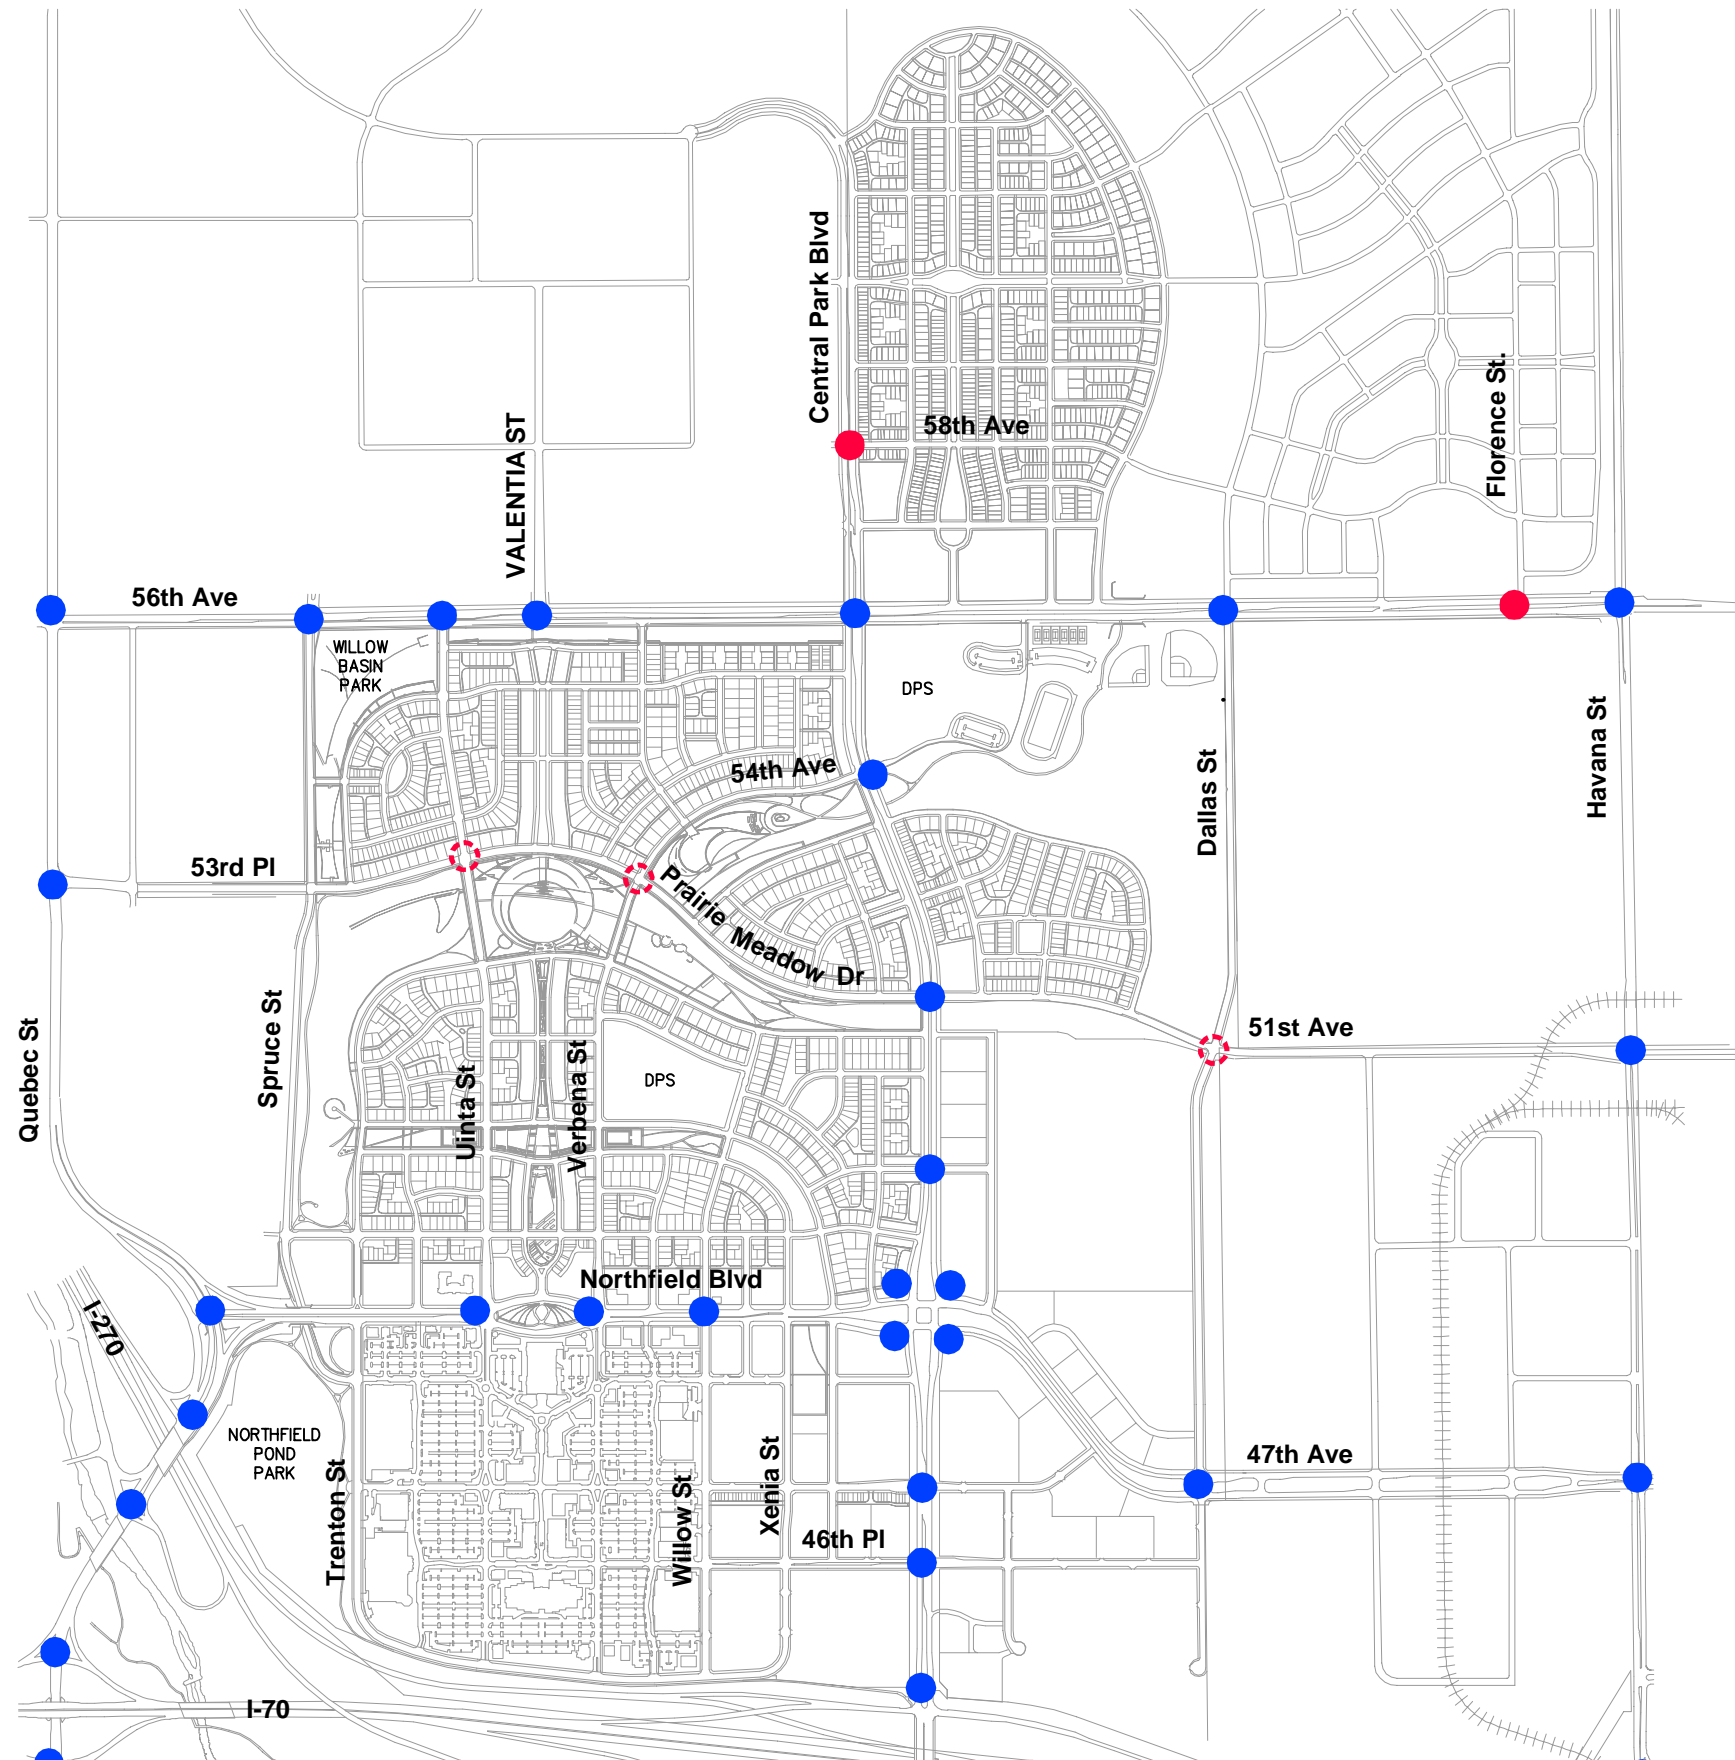 Central Park Blvd
58th Ave
Florence St.
VALENTIA ST
56th Ave
WILLOW
BASIN
PARK
DPS
Havana St
54th Ave
Dallas St
53rd Pl
Prairie Meadow Dr
Quebec St
Spruce St
51st Ave
Uinta St
Verbena St
DPS
Northfield Blvd
I-270
NORTHFIELD
POND
PARK
Trenton St
Willow St
Xenia St
47th Ave
46th Pl
I-70